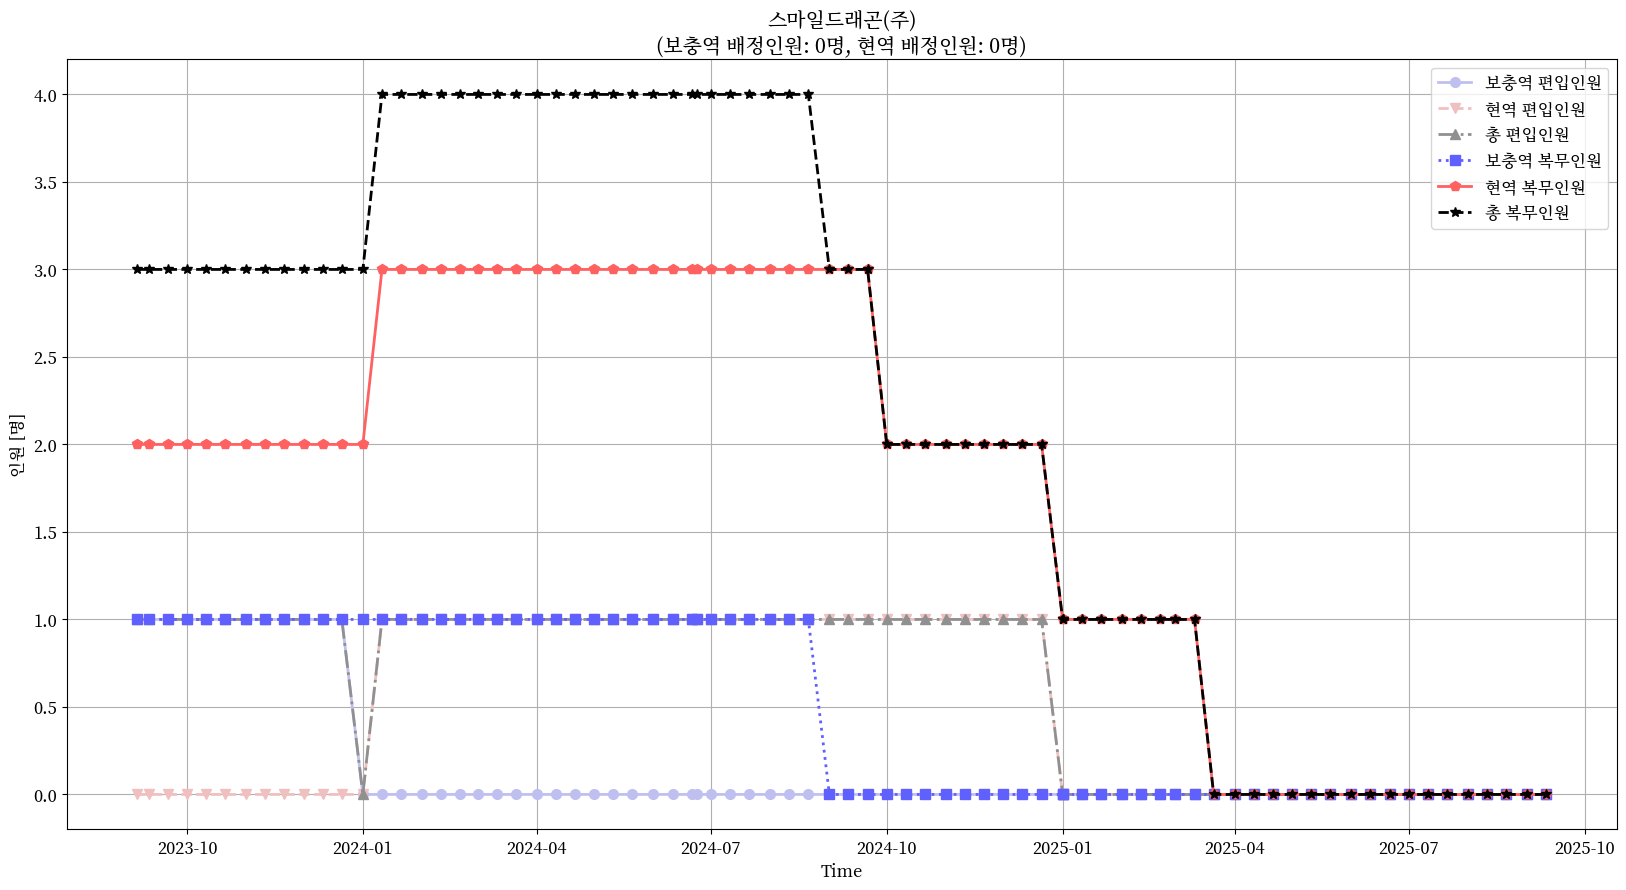 스마일드래곤(주)
(보충역 배정인원: 0명, 현역 배정인원: 0명)
보충역 편입인원
현역 편입인원
총 편입인원
보충역 복무인원
현역 복무인원
총 복무인원
인원 [명]
4.0
3.5
3.0
2.5
2.0
1.5
1.0
0.5
0.0
2023-10
2024-01
2024-04
2024-07
2024-10
2025-01
2025-04
2025-07
2025-10
Time